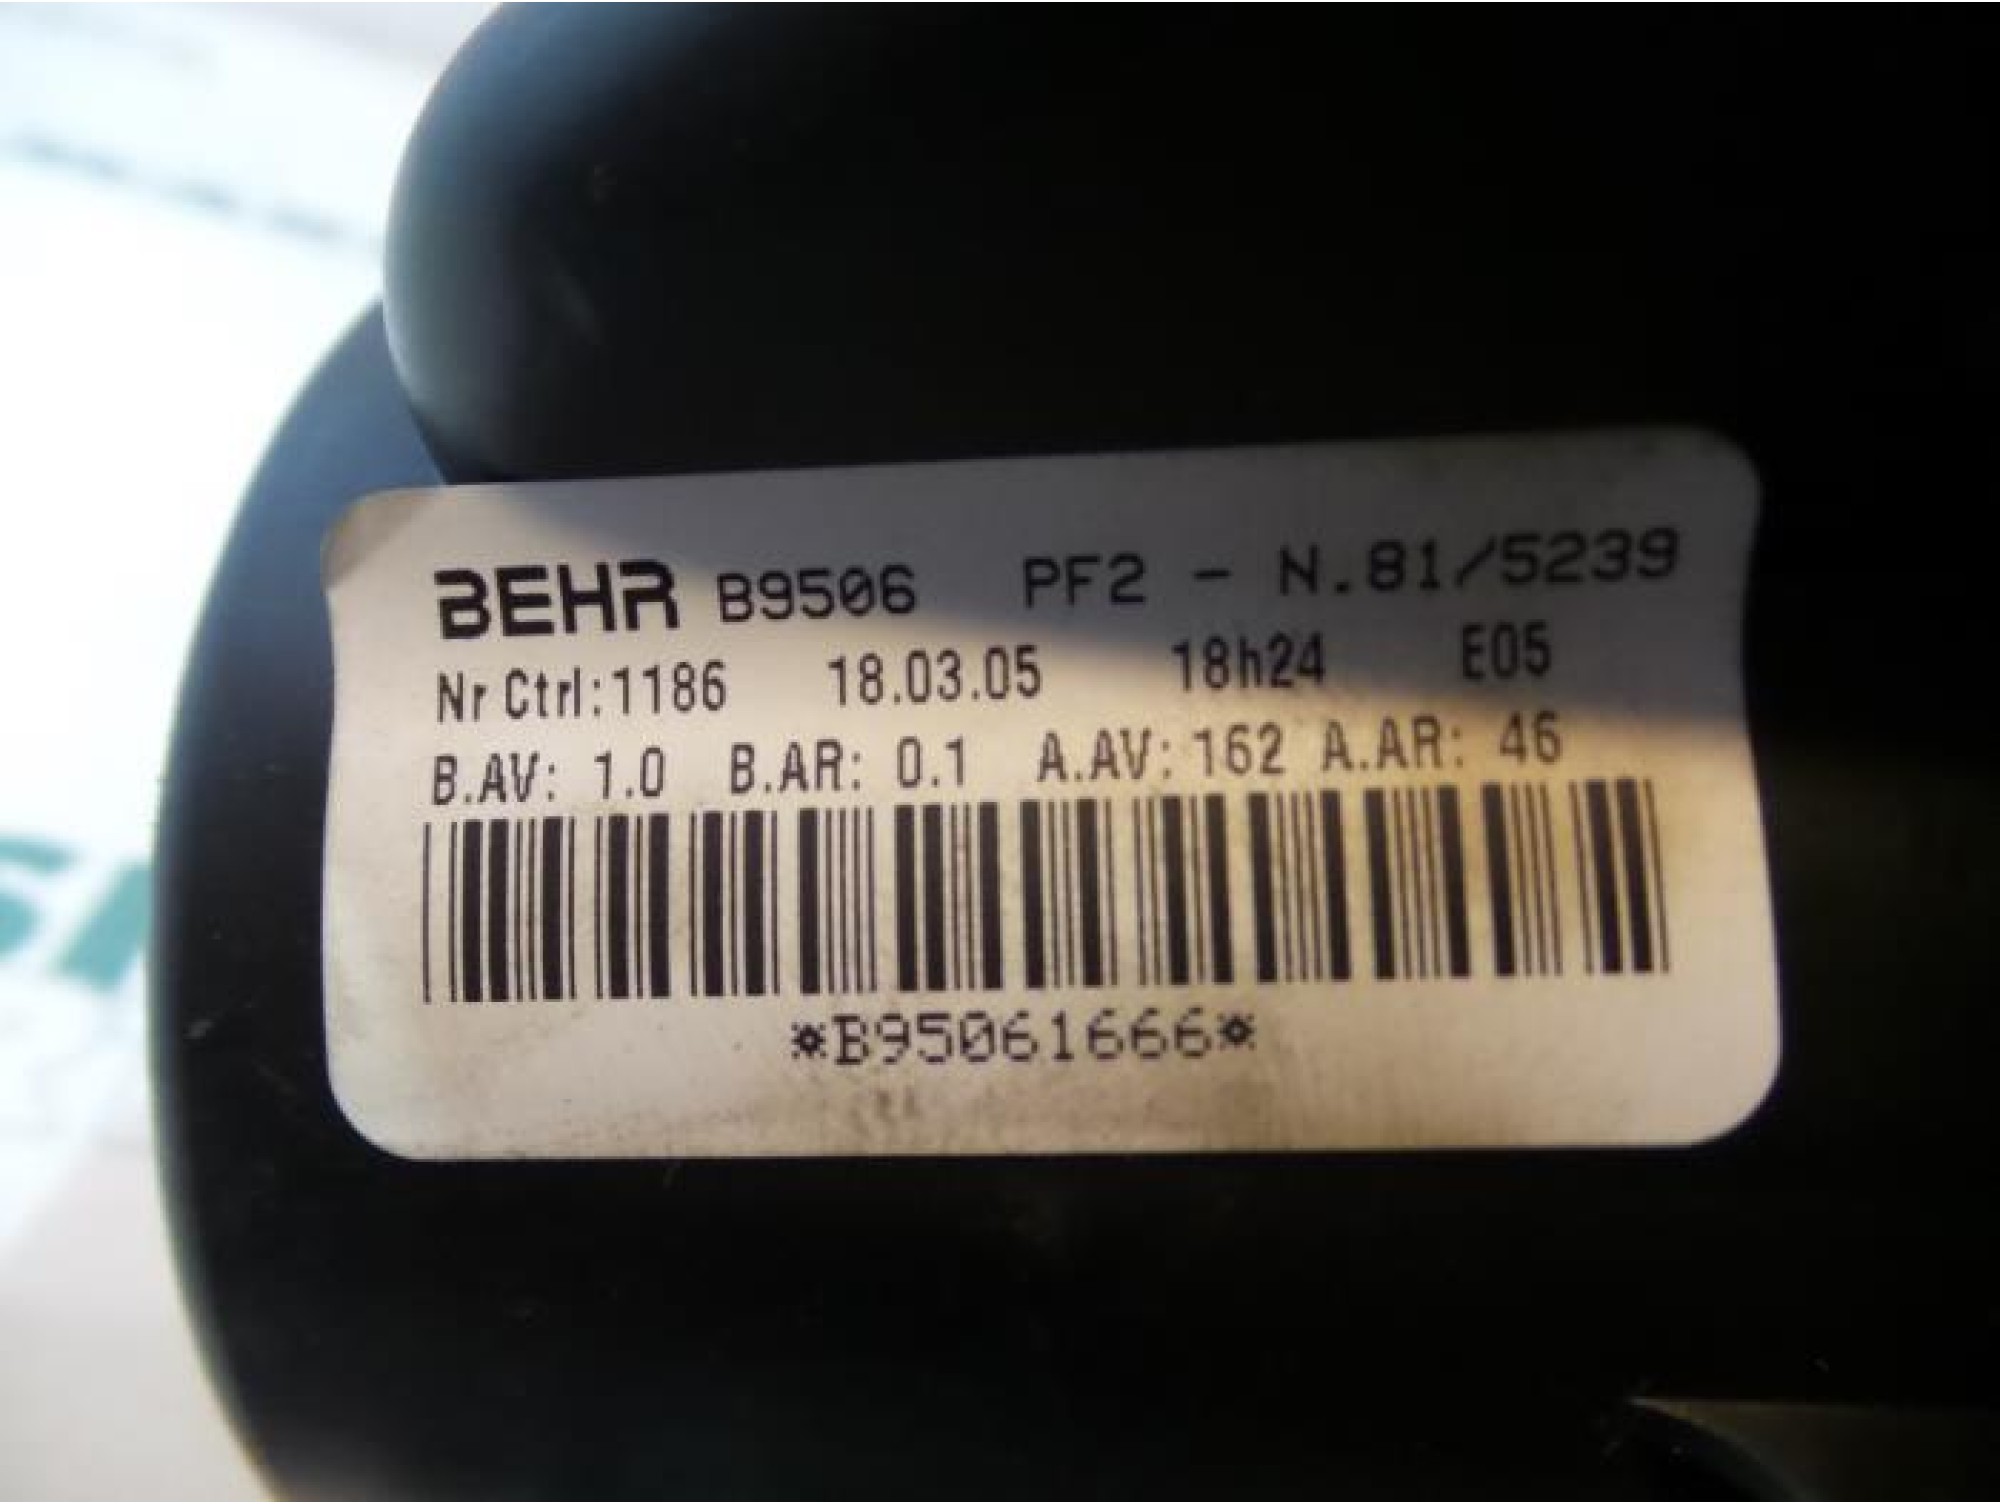 BEHR B9506 PF2 - N.81/5239
Nr Ctrl:1186 18.03.05 18h24 E05
B.AV: 1.0 B.AR: 0.1 A.AV: 162 A.AR: 46
*B95061666*